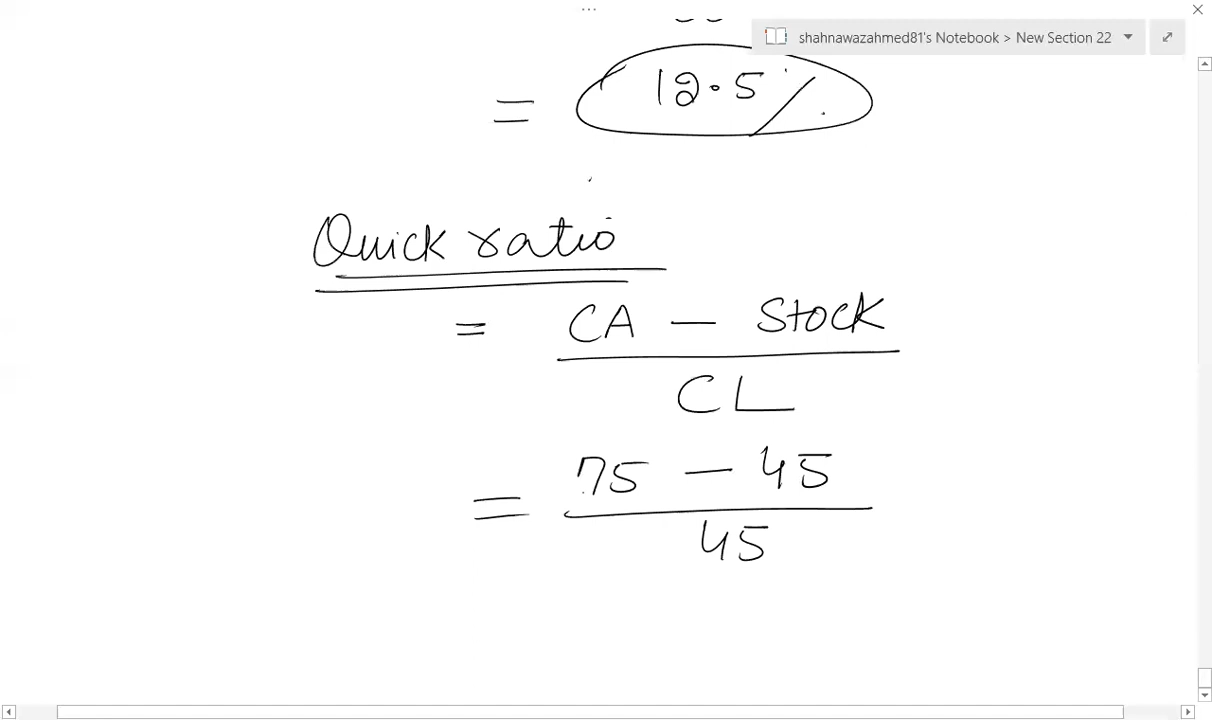 shahnawazahmed81's Notebook > New Section 22
= 12.5%
Quick ratio
= CA - Stock
CL
= 75 - 45
45